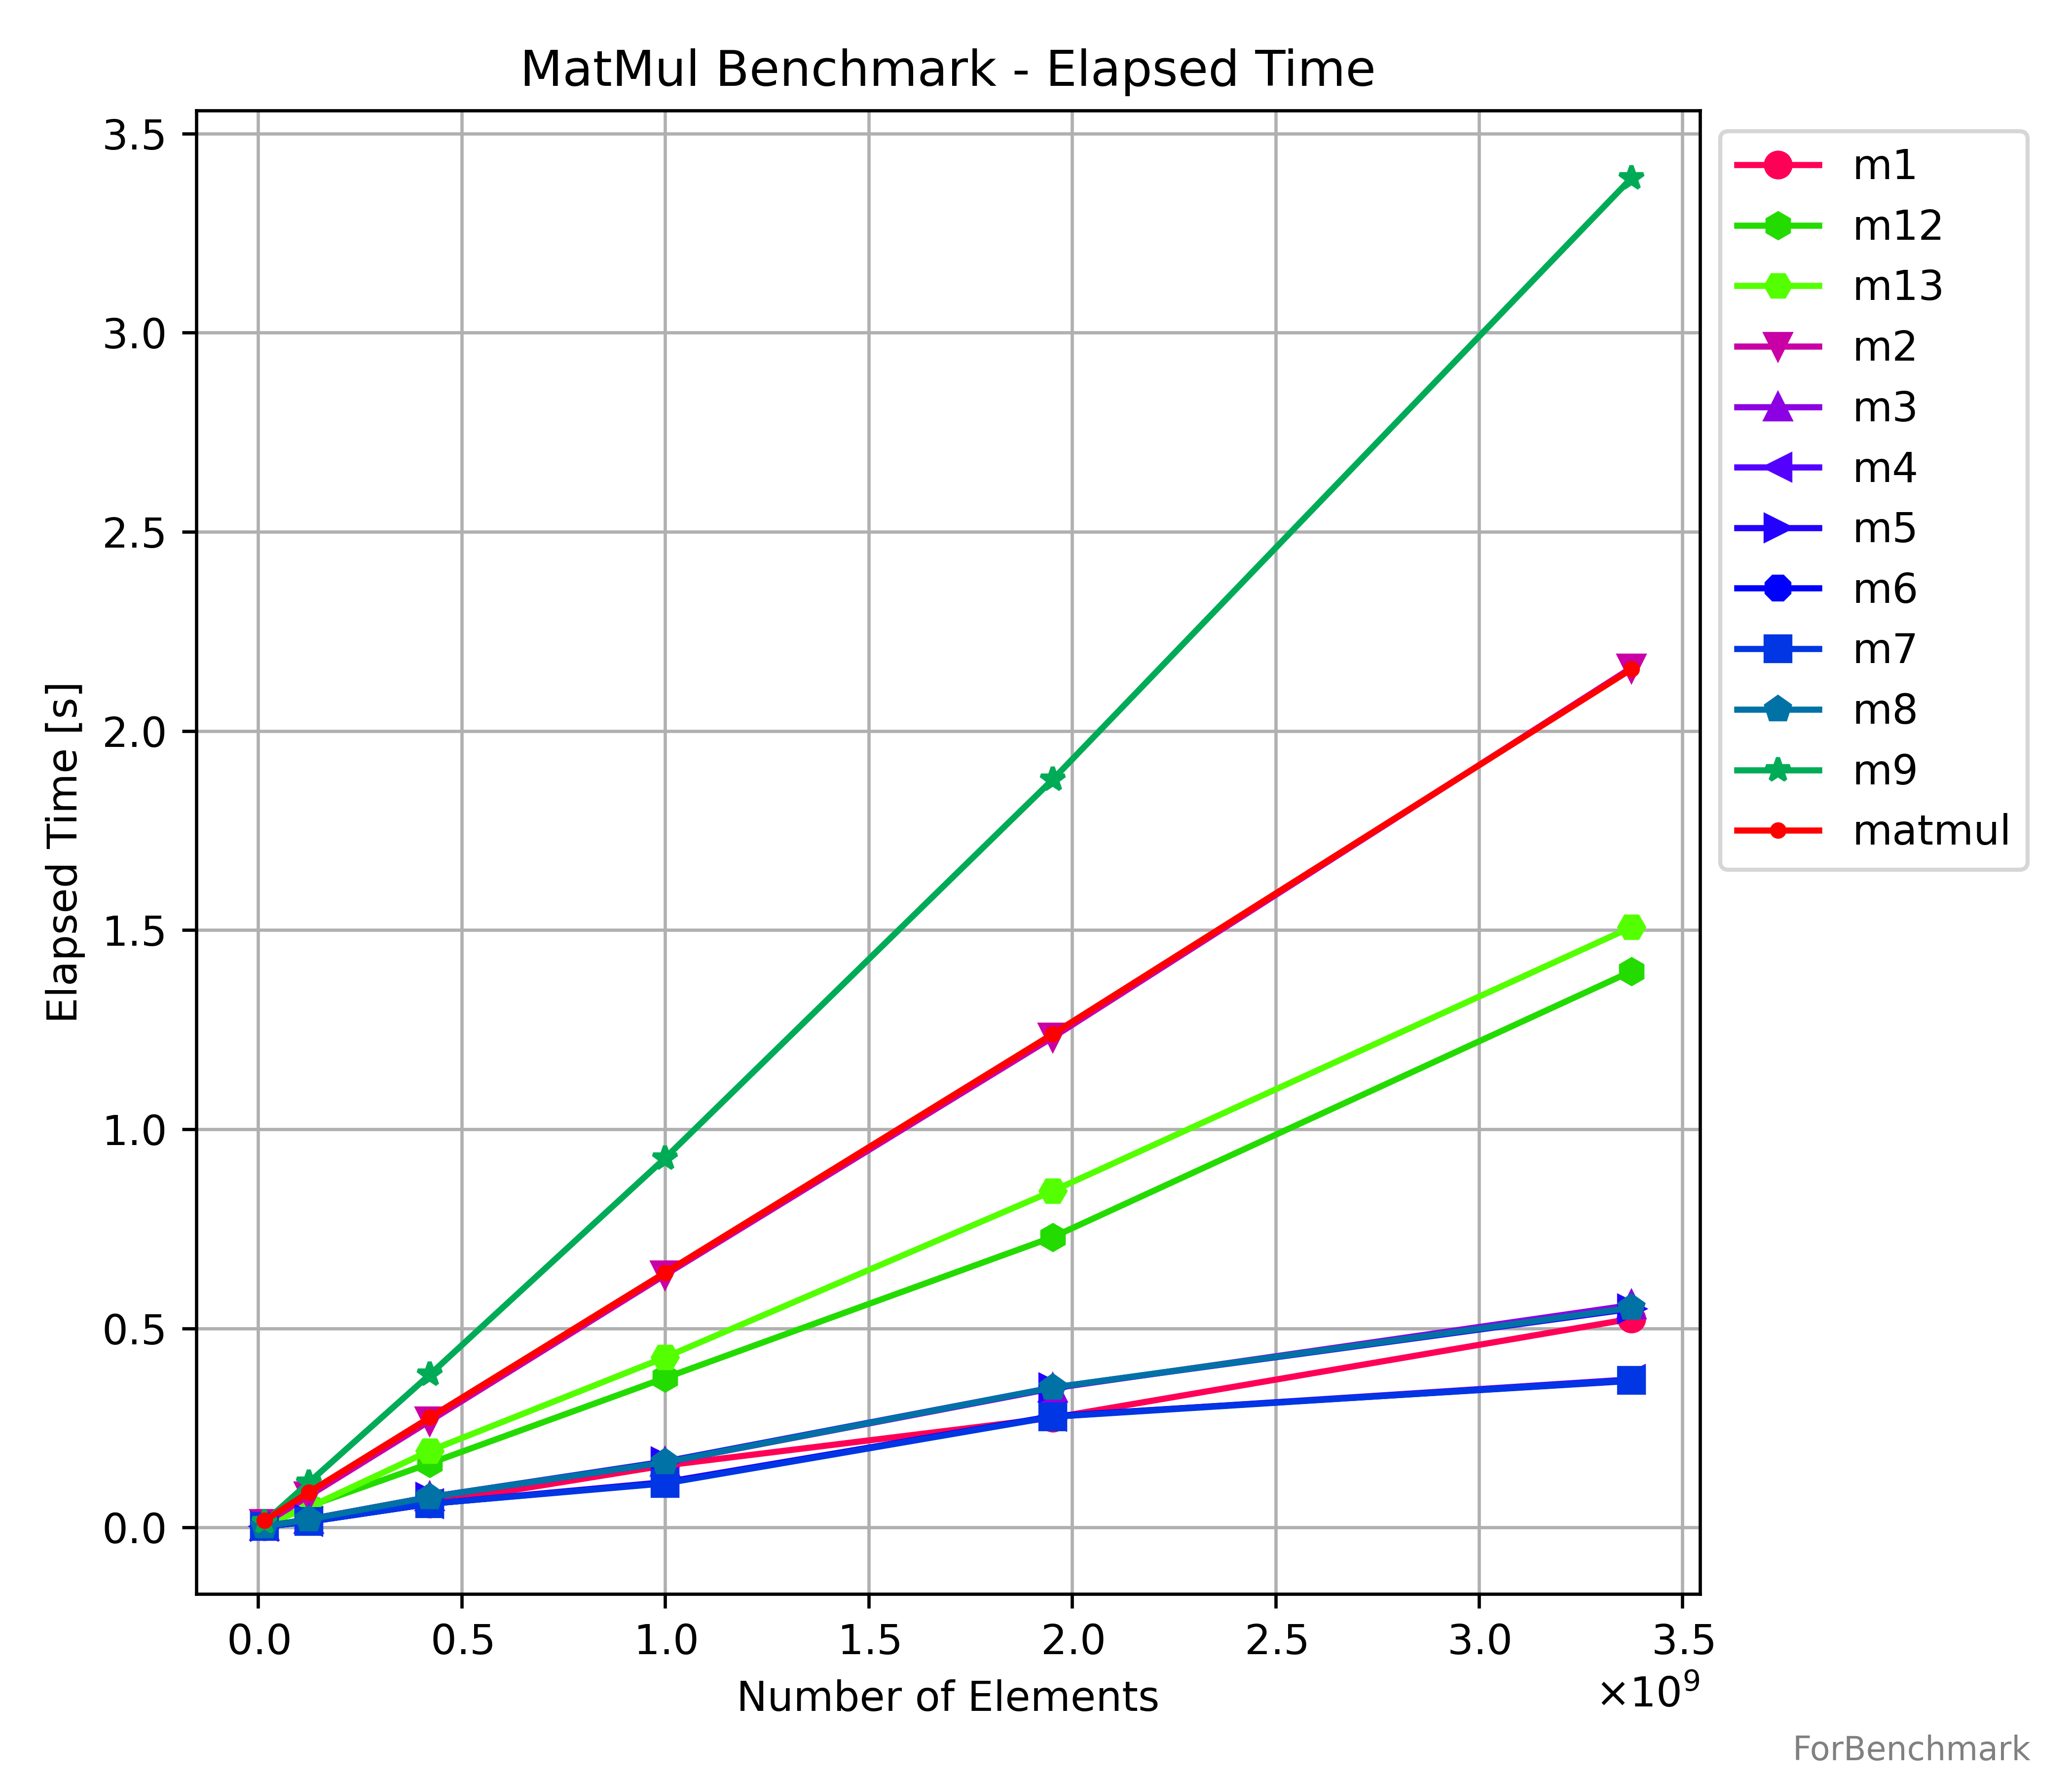 MatMul Benchmark - Elapsed Time
3.5
3.0
2.5
2.0
1.5
1.0
0.5
0.0
Elapsed Time [s]
0.0 0.5 1.0 1.5 2.0 2.5 3.0 3.5
×10⁹
Number of Elements
m1
m12
m13
m2
m3
m4
m5
m6
m7
m8
m9
matmul
ForBenchmark